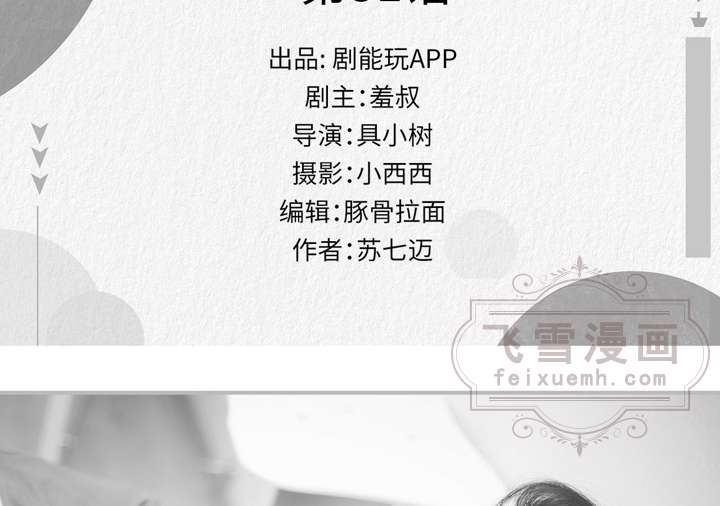 出品: 剧能玩APP
剧主：羞叔
导演：具小树
摄影：小西西
编辑：豚骨拉面
作者：苏七迈
飞雪漫画
feixuemh.com